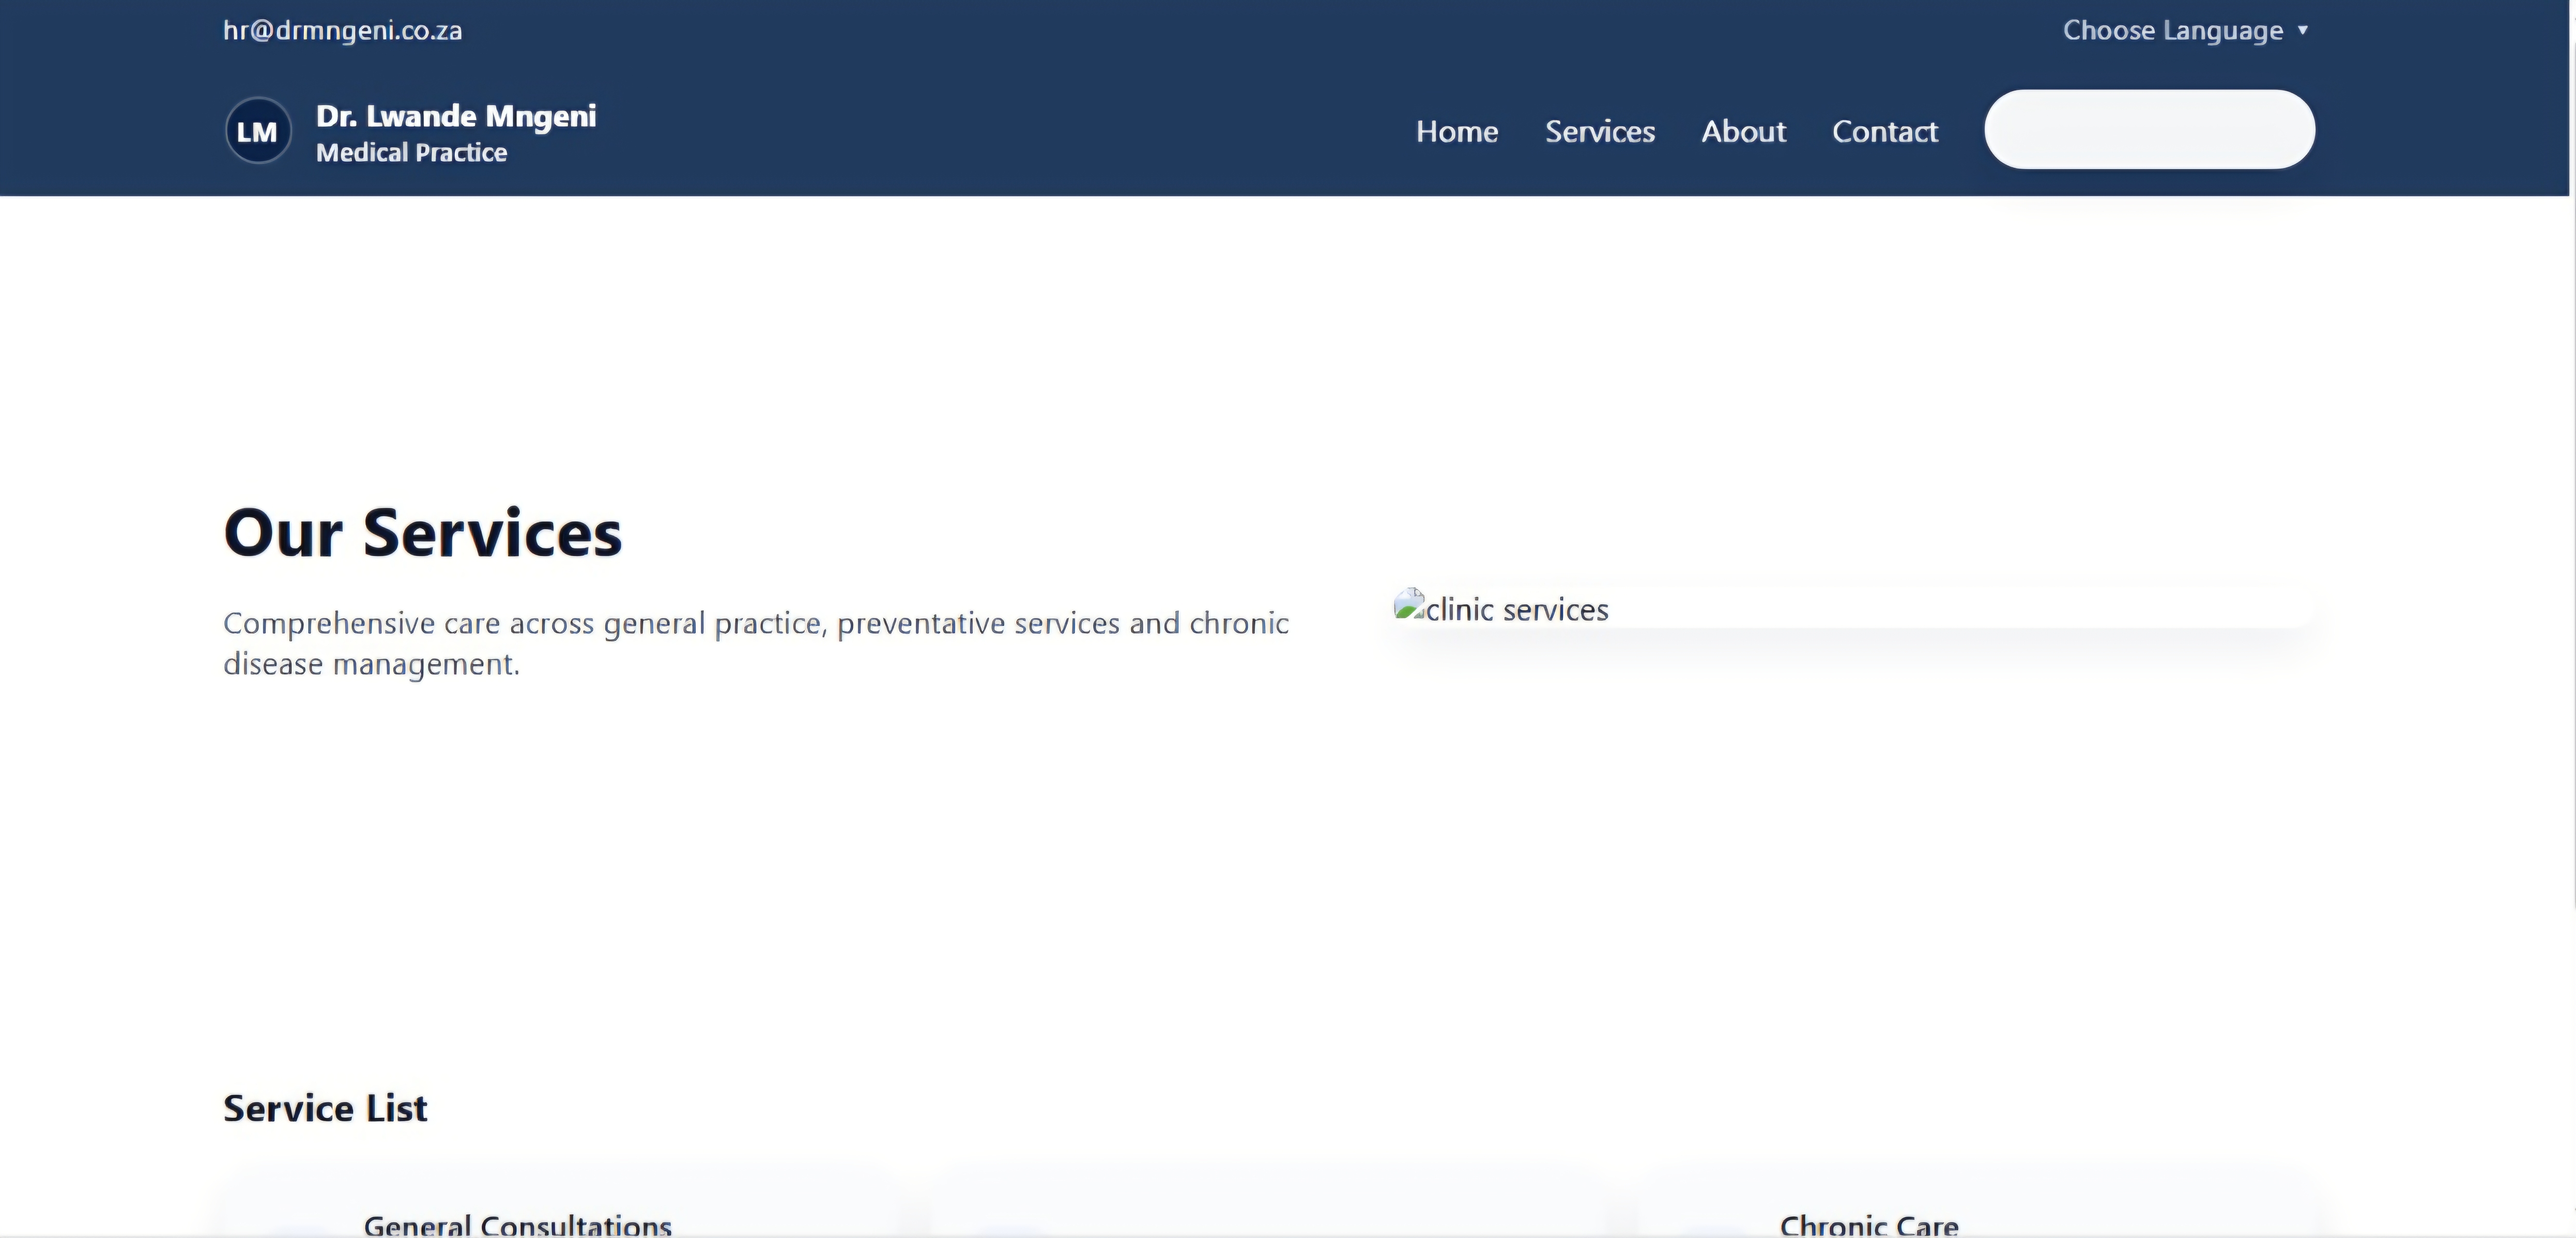 hr@drmngeni.co.za
Choose Language ▼
LM
Dr. Lwande Mngeni
Medical Practice
Home
Services
About
Contact
Our Services
Comprehensive care across general practice, preventative services and chronic
disease management.
clinic services
Service List
General Consultations
Chronic Care